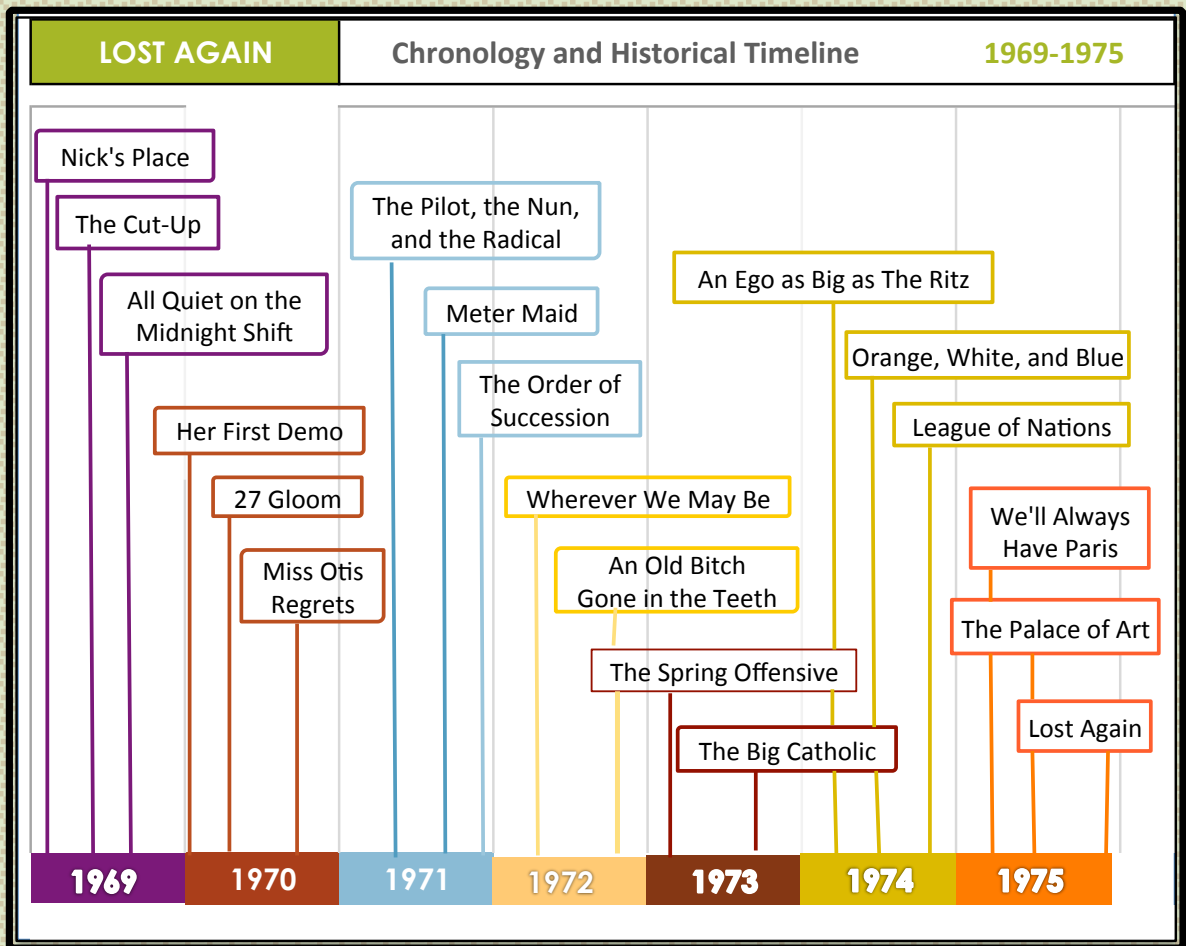 LOST AGAIN
Chronology and Historical Timeline
1969-1975
Nick's Place
The Cut-Up
All Quiet on the
Midnight Shift
Her First Demo
27 Gloom
Miss Otis
Regrets
The Pilot, the Nun,
and the Radical
Meter Maid
The Order of
Succession
Wherever We May Be
An Old Bitch
Gone in the Teeth
The Spring Offensive
The Big Catholic
An Ego as Big as The Ritz
Orange, White, and Blue
League of Nations
We'll Always
Have Paris
The Palace of Art
Lost Again
1969
1970
1971
1972
1973
1974
1975